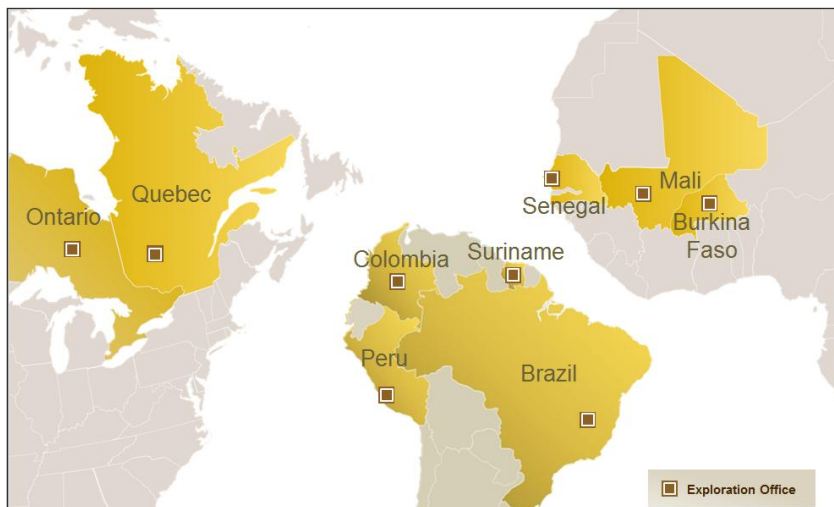 Quebec
Ontario
Mali
Senegal
Burkina
Faso
Colombia
Suriname
Peru
Brazil
Exploration Office